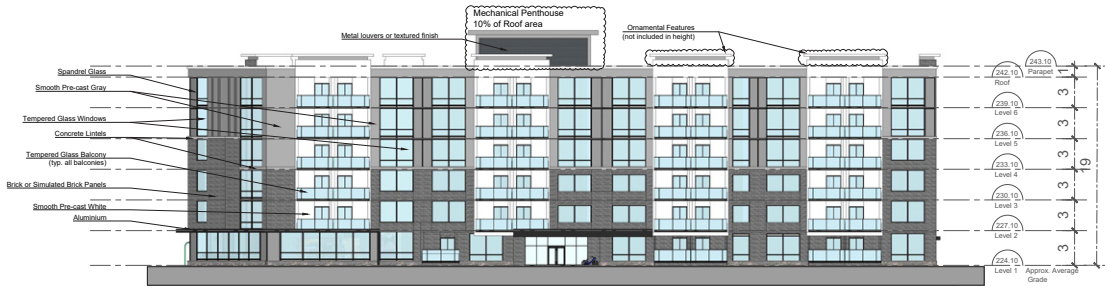 Mechanical Penthouse
10% of Roof area
Metal louvers or textured finish
Ornamental Features
(not included in height)
243.10
Parapet
242.10
Roof
1
Spandrel Glass
Smooth Pre-cast Gray
3
239.10
Level 6
Tempered Glass Windows
3
Concrete Lintels
236.10
Level 5
3
Tempered Glass Balcony
(typ. all balconies)
233.10
Level 4
19
3
Brick or Simulated Brick Panels
230.10
Level 3
Smooth Pre-cast White
3
Aluminium
227.10
Level 2
3
224.10
Level 1
Approx. Average
Grade